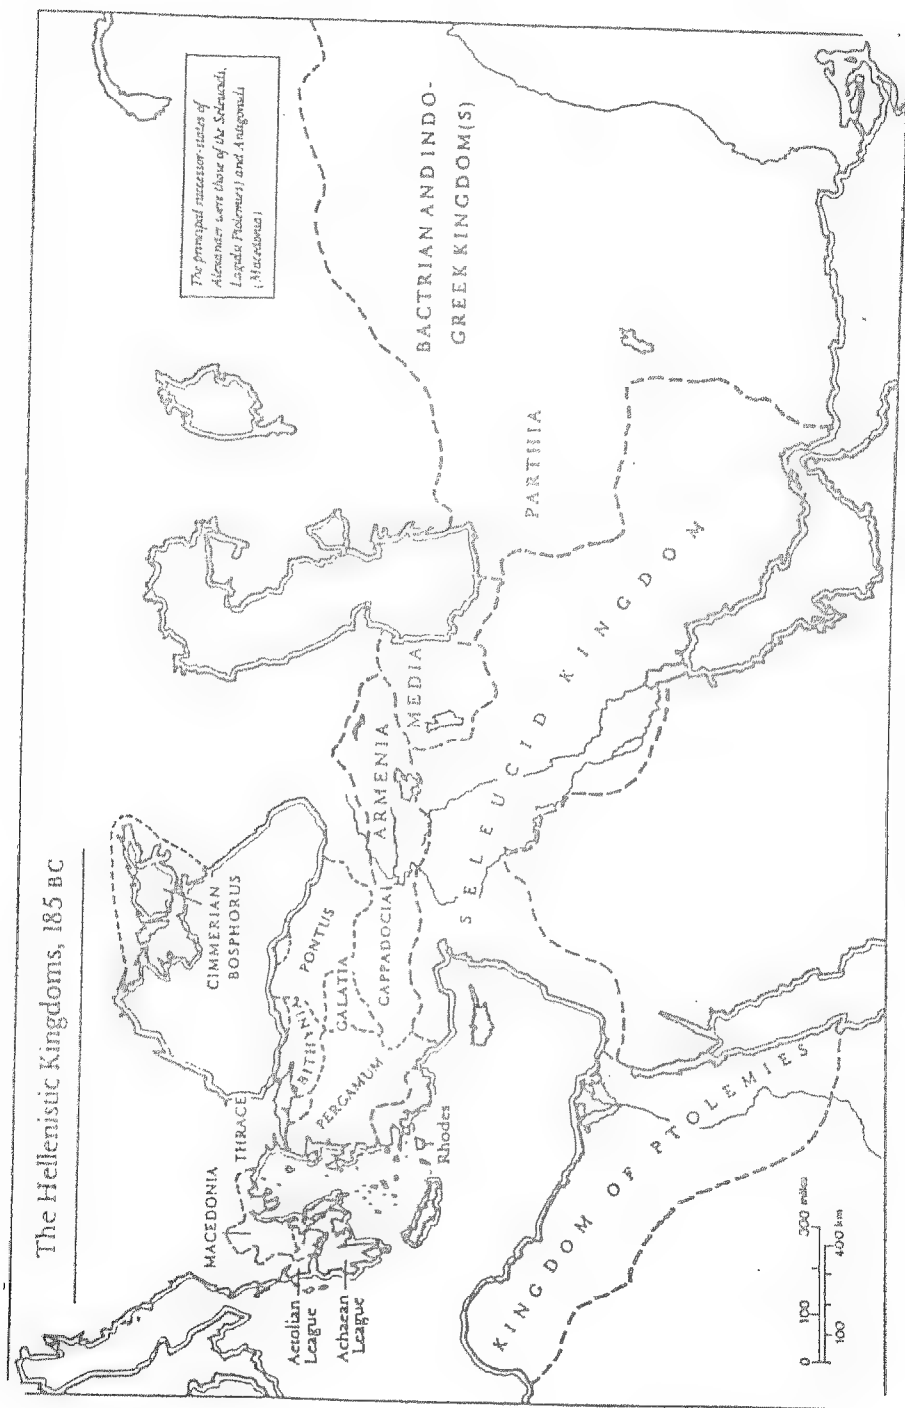 The Hellenistic Kingdoms, 185 BC
The principal successor-states of
Alexander were those of the Seleucids,
Lagids (Ptolemies) and Antigonids
(Macedonia)
CIMMERIAN
BOSPHORUS
MACEDONIA
THRACE
BITHYNIA
PONTUS
GALATIA
PERGAMUM
CAPPADOCIA
ARMENIA
MEDIA
PARTHIA
BACTRIAN AND INDO-
GREEK KINGDOM(S)
Aetolian
League
Achaean
League
Rhodes
SELEUCID KINGDOM
KINGDOM OF PTOLEMIES
0 100 300 miles
100 400 km